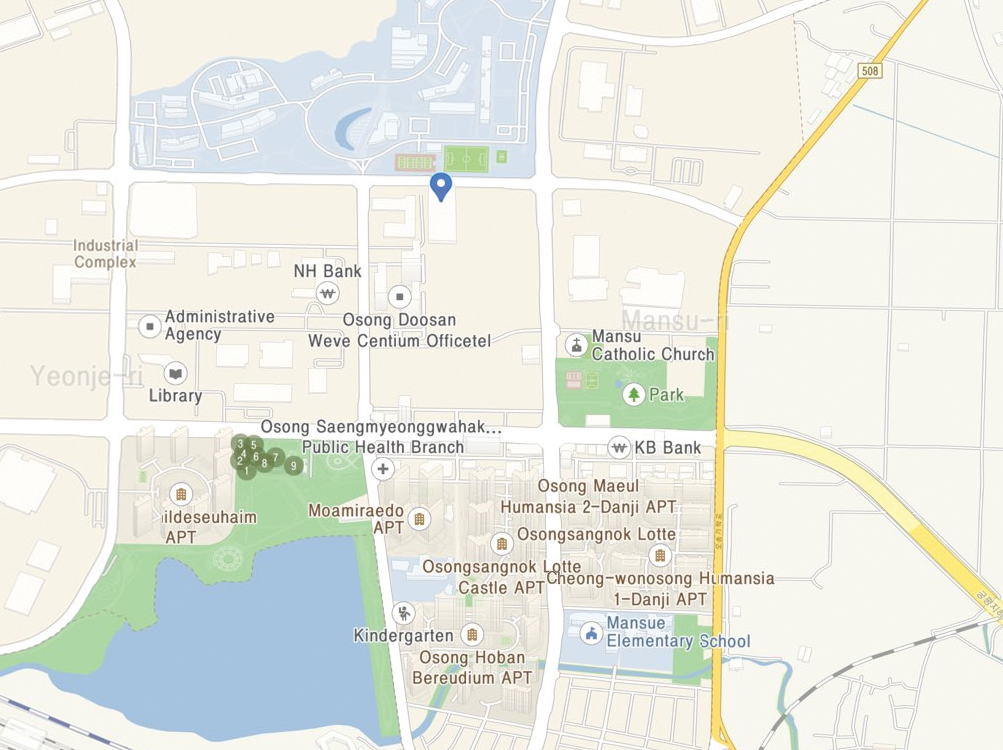 508
Industrial
Complex
NH Bank
Administrative
Agency
Osong Doosan
Weve Centium Officetel
Mansu-ri
Mansu
Catholic Church
Yeonje-ri
Library
Park
Osong Saengmyeonggwahak...
Public Health Branch
KB Bank
3
5
4
6
7
2
8
9
1
Osong Maeul
Humansia 2-Danji APT
ildeseuhaim
APT
Moamiraedo
APT
Osongsangnok Lotte
Osongsangnok Lotte
Castle APT
Cheong-wonosong Humansia
1-Danji APT
Kindergarten
Mansue
Elementary School
Osong Hoban
Bereudium APT